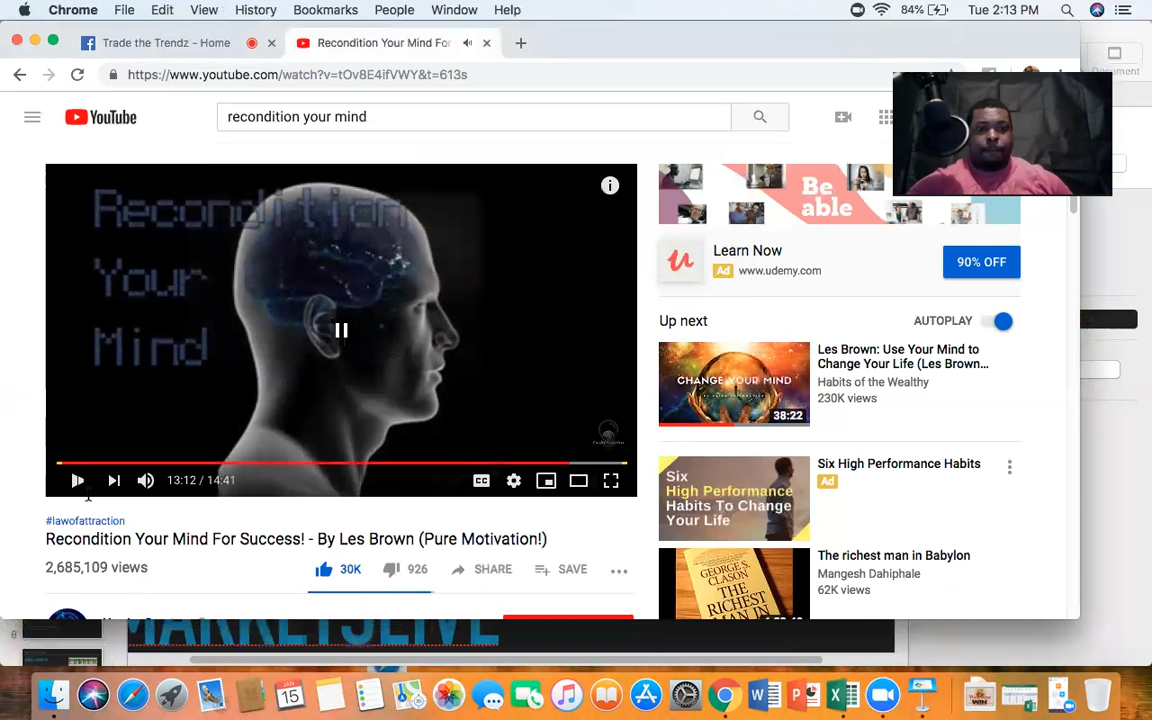 Chrome File Edit View History Bookmarks People Window Help 84% Tue 2:13 PM
Trade the Trendz - Home
Recondition Your Mind For
https://www.youtube.com/watch?v=tOv8E4ifVWY&t=613s
Document
YouTube
recondition your mind
Recondition
Your
Mind
13:12 / 14:41
CC
#lawofattraction
Recondition Your Mind For Success! - By Les Brown (Pure Motivation!)
2,685,109 views
30K 926 SHARE SAVE
Be
able
Learn Now
Ad www.udemy.com
90% OFF
Up next
AUTOPLAY
CHANGE YOUR MIND
38:22
Les Brown: Use Your Mind to
Change Your Life (Les Brown...
Habits of the Wealthy
230K views
Six
High Performance
Habits To Change
Your Life
Six High Performance Habits
Ad
GEORGE S.
CLASON
THE
RICHEST
MAN IN
The richest man in Babylon
Mangesh Dahiphale
62K views
MARKETSLIVE
JAN
15